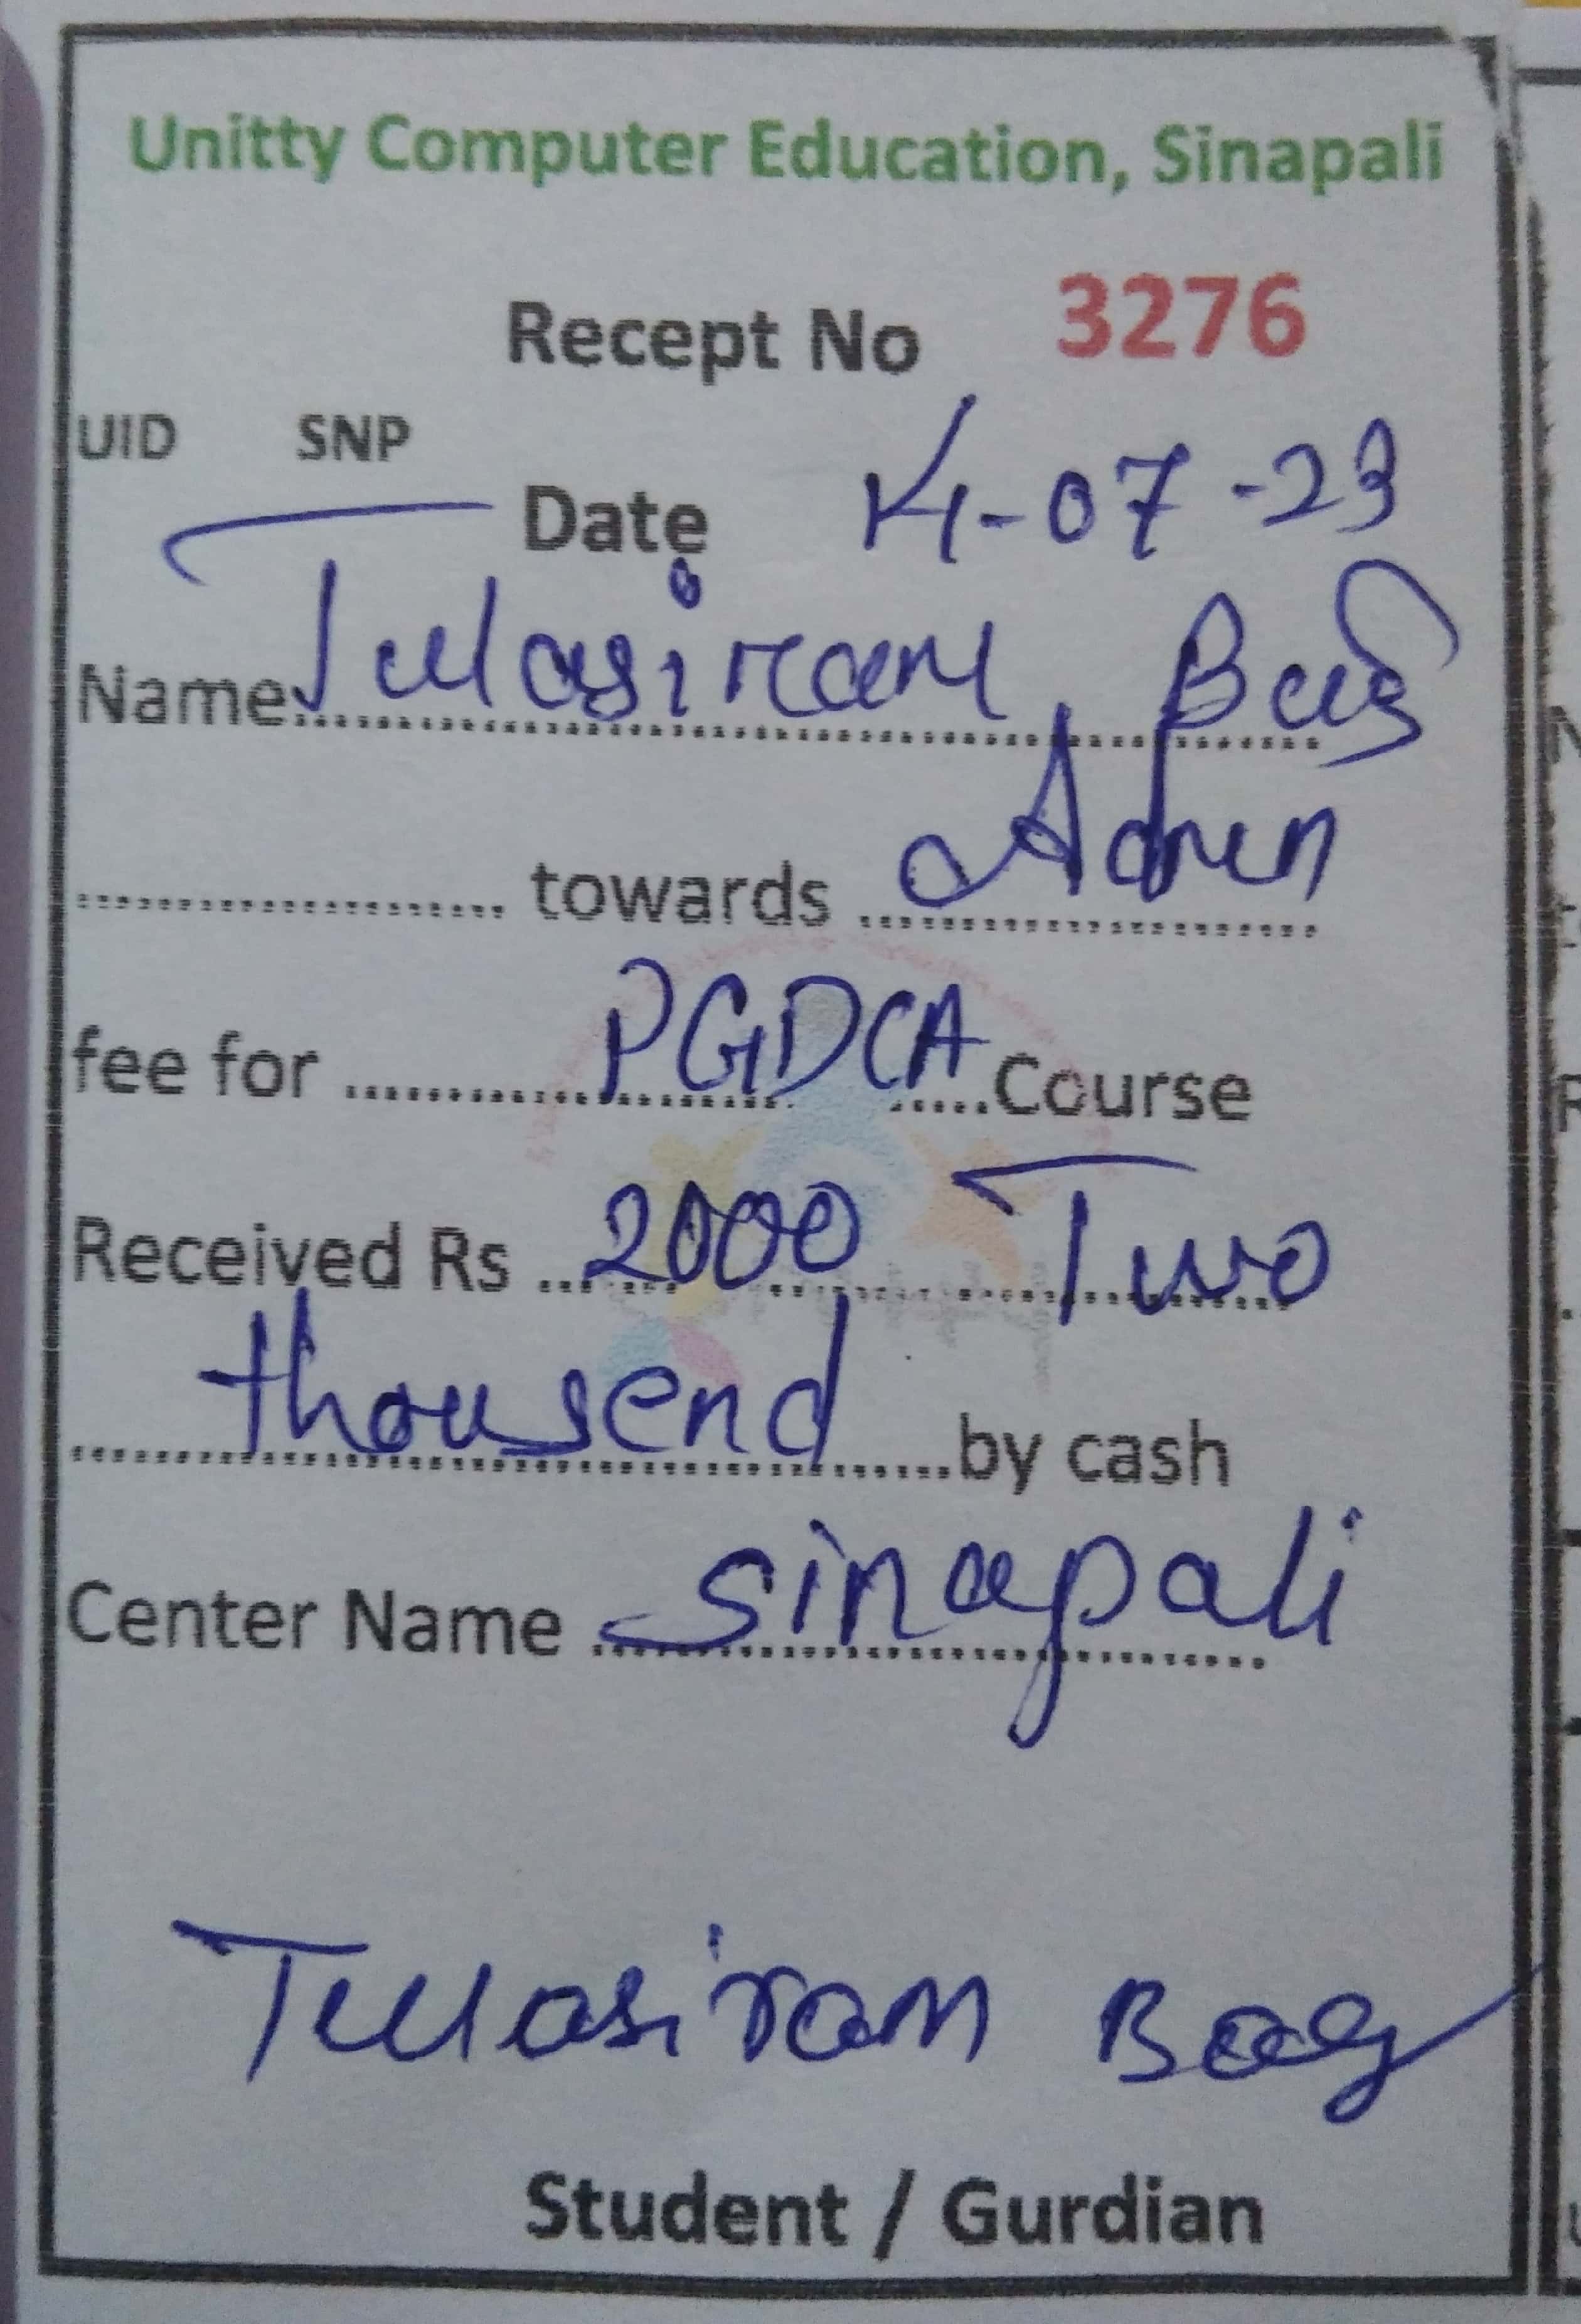 Unitty Computer Education, Sinapali
Recept No 3276
UID SNP
Date 14-07-23
Name Tulasiram Bag
towards Admn
fee for PGDCA Course
Received Rs 2000 Two
thousend by cash
Center Name Sinapali
Tulasiram Bag
Student / Gurdian